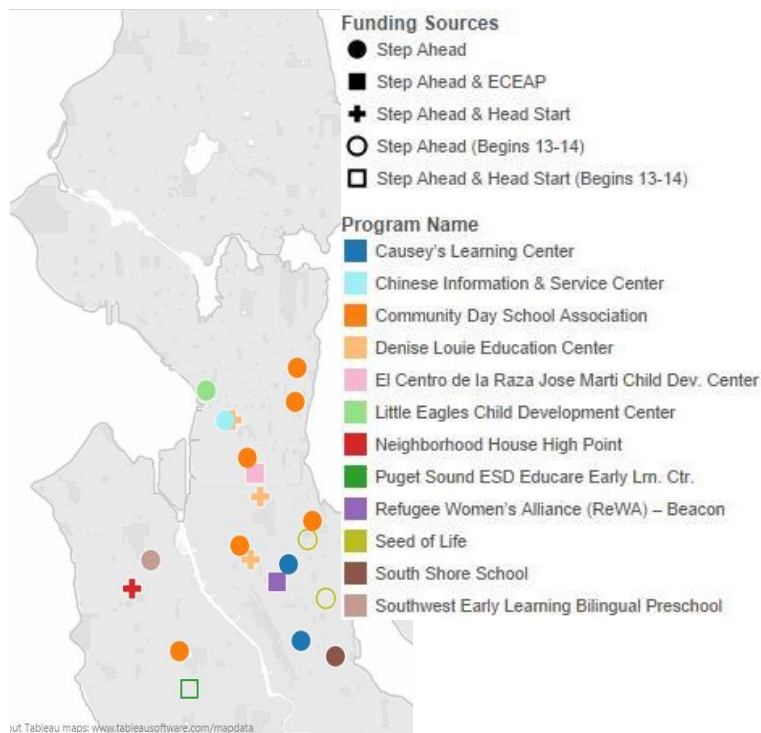 Funding Sources
Step Ahead
Step Ahead & ECEAP
Step Ahead & Head Start
Step Ahead (Begins 13-14)
Step Ahead & Head Start (Begins 13-14)
Program Name
Causey's Learning Center
Chinese Information & Service Center
Community Day School Association
Denise Louie Education Center
El Centro de la Raza Jose Marti Child Dev. Center
Little Eagles Child Development Center
Neighborhood House High Point
Puget Sound ESD Educare Early Lrn. Ctr.
Refugee Women's Alliance (ReWA) – Beacon
Seed of Life
South Shore School
Southwest Early Learning Bilingual Preschool
out Tableau maps: www.tableausoftware.com/mapdata